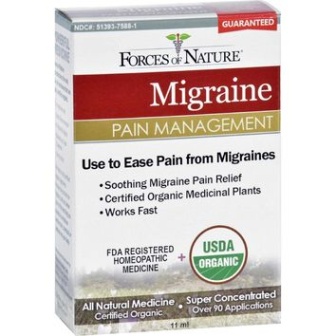 NDC#: 51393-7588-1
GUARANTEED
FORCES OF NATURE®
Migraine
PAIN MANAGEMENT
Use to Ease Pain from Migraines
•Soothing Migraine Pain Relief
•Certified Organic Medicinal Plants
•Works Fast
FDA REGISTERED
HOMEOPATHIC
MEDICINE
+
USDA
ORGANIC
All Natural Medicine
Certified Organic
•Super Concentrated
Over 90 Applications
11 ml